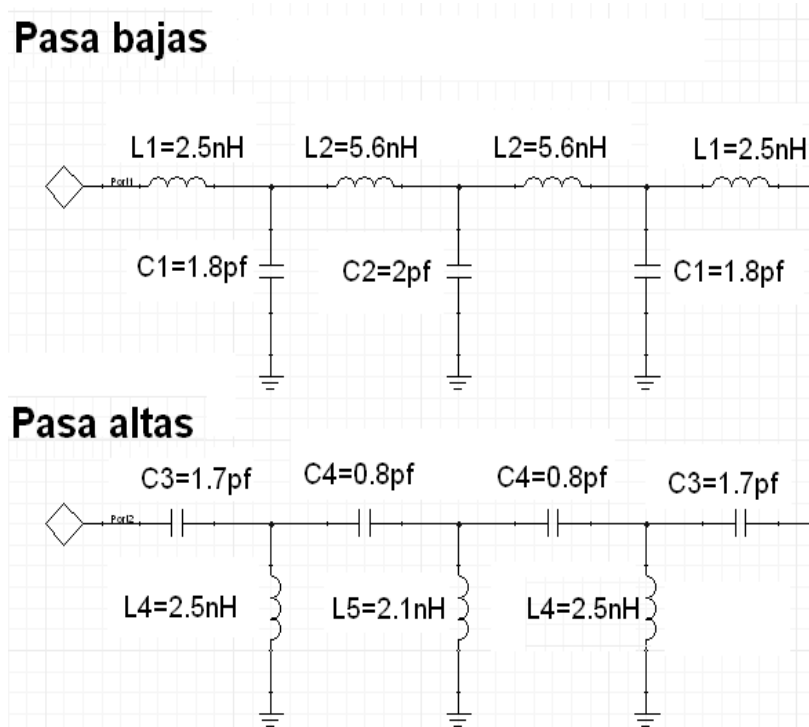 Pasa bajas
L1=2.5nH L2=5.6nH L2=5.6nH L1=2.5nH
Port1
C1=1.8pf C2=2pf C1=1.8pf
Pasa altas
C3=1.7pf C4=0.8pf C4=0.8pf C3=1.7pf
Port2
L4=2.5nH L5=2.1nH L4=2.5nH